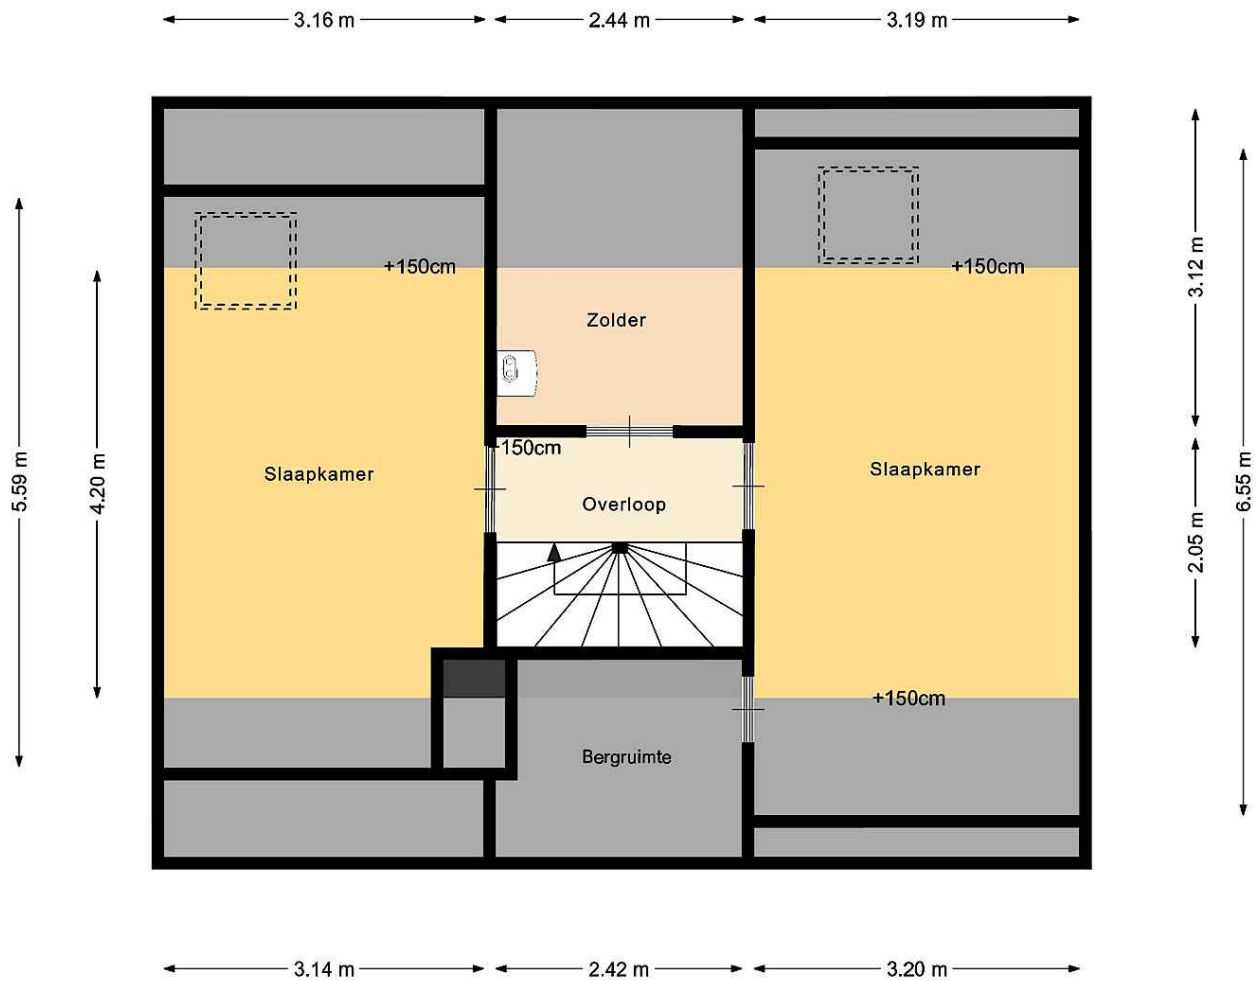 3.16 m
2.44 m
3.19 m
+150cm
+150cm
3.12 m
Zolder
+150cm
Slaapkamer
Slaapkamer
5.59 m
4.20 m
Overloop
6.55 m
2.05 m
+150cm
Bergruimte
3.14 m
2.42 m
3.20 m